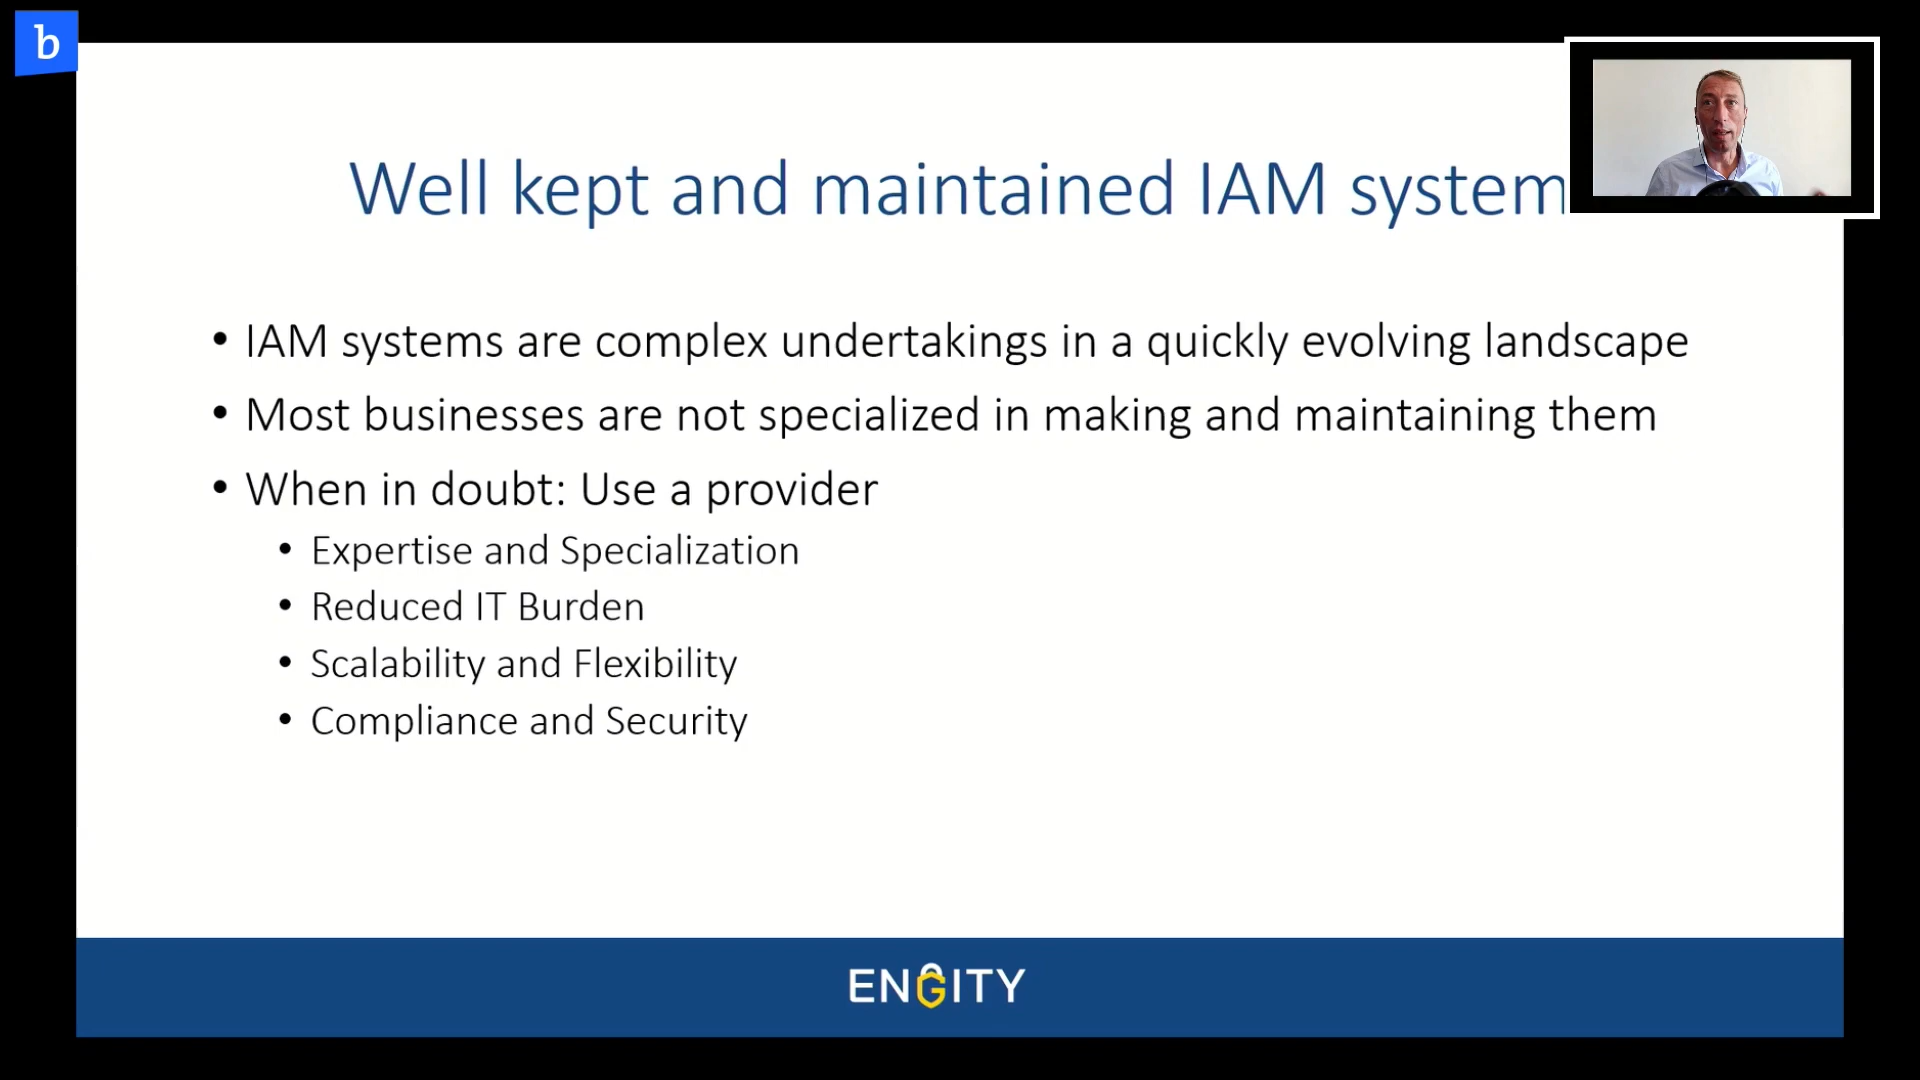 b
Well kept and maintained IAM system
• IAM systems are complex undertakings in a quickly evolving landscape
• Most businesses are not specialized in making and maintaining them
• When in doubt: Use a provider
• Expertise and Specialization
• Reduced IT Burden
• Scalability and Flexibility
• Compliance and Security
ENGITY